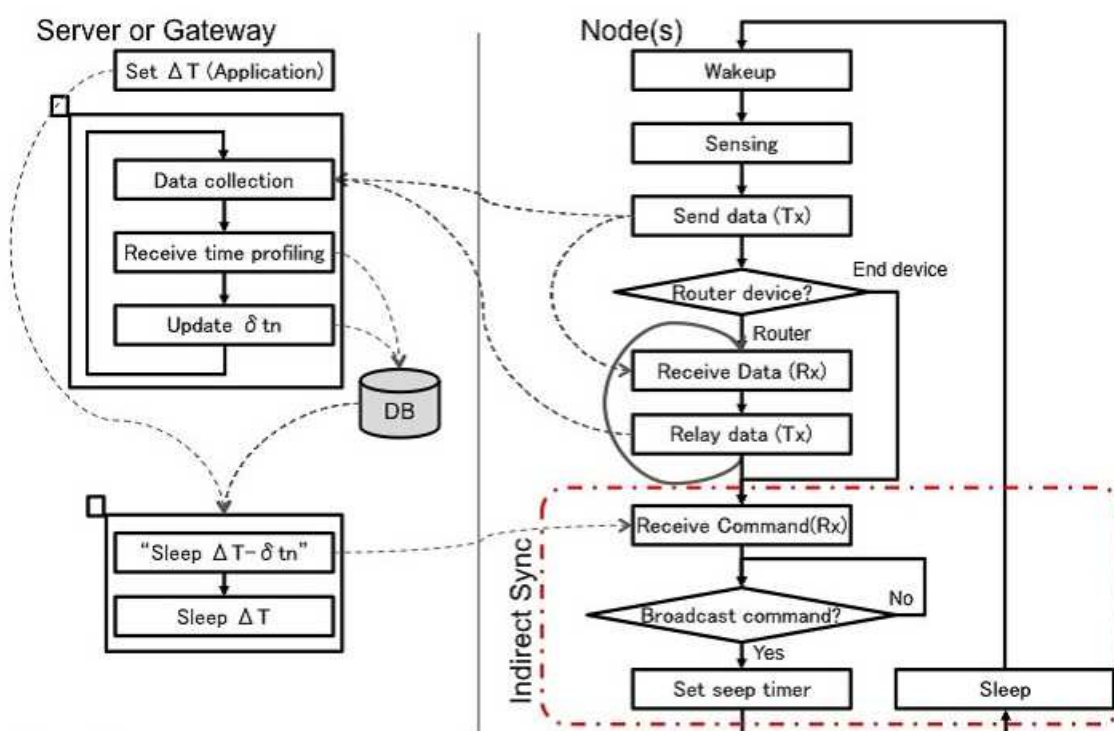 Server or Gateway
Set ΔT (Application)
Data collection
Receive time profiling
Update δtn
DB
“Sleep ΔT-δtn”
Sleep ΔT
Node(s)
Wakeup
Sensing
Send data (Tx)
Router device?
End device
Router
Receive Data (Rx)
Relay data (Tx)
Indirect Sync
Receive Command(Rx)
Broadcast command?
No
Yes
Set seep timer
Sleep